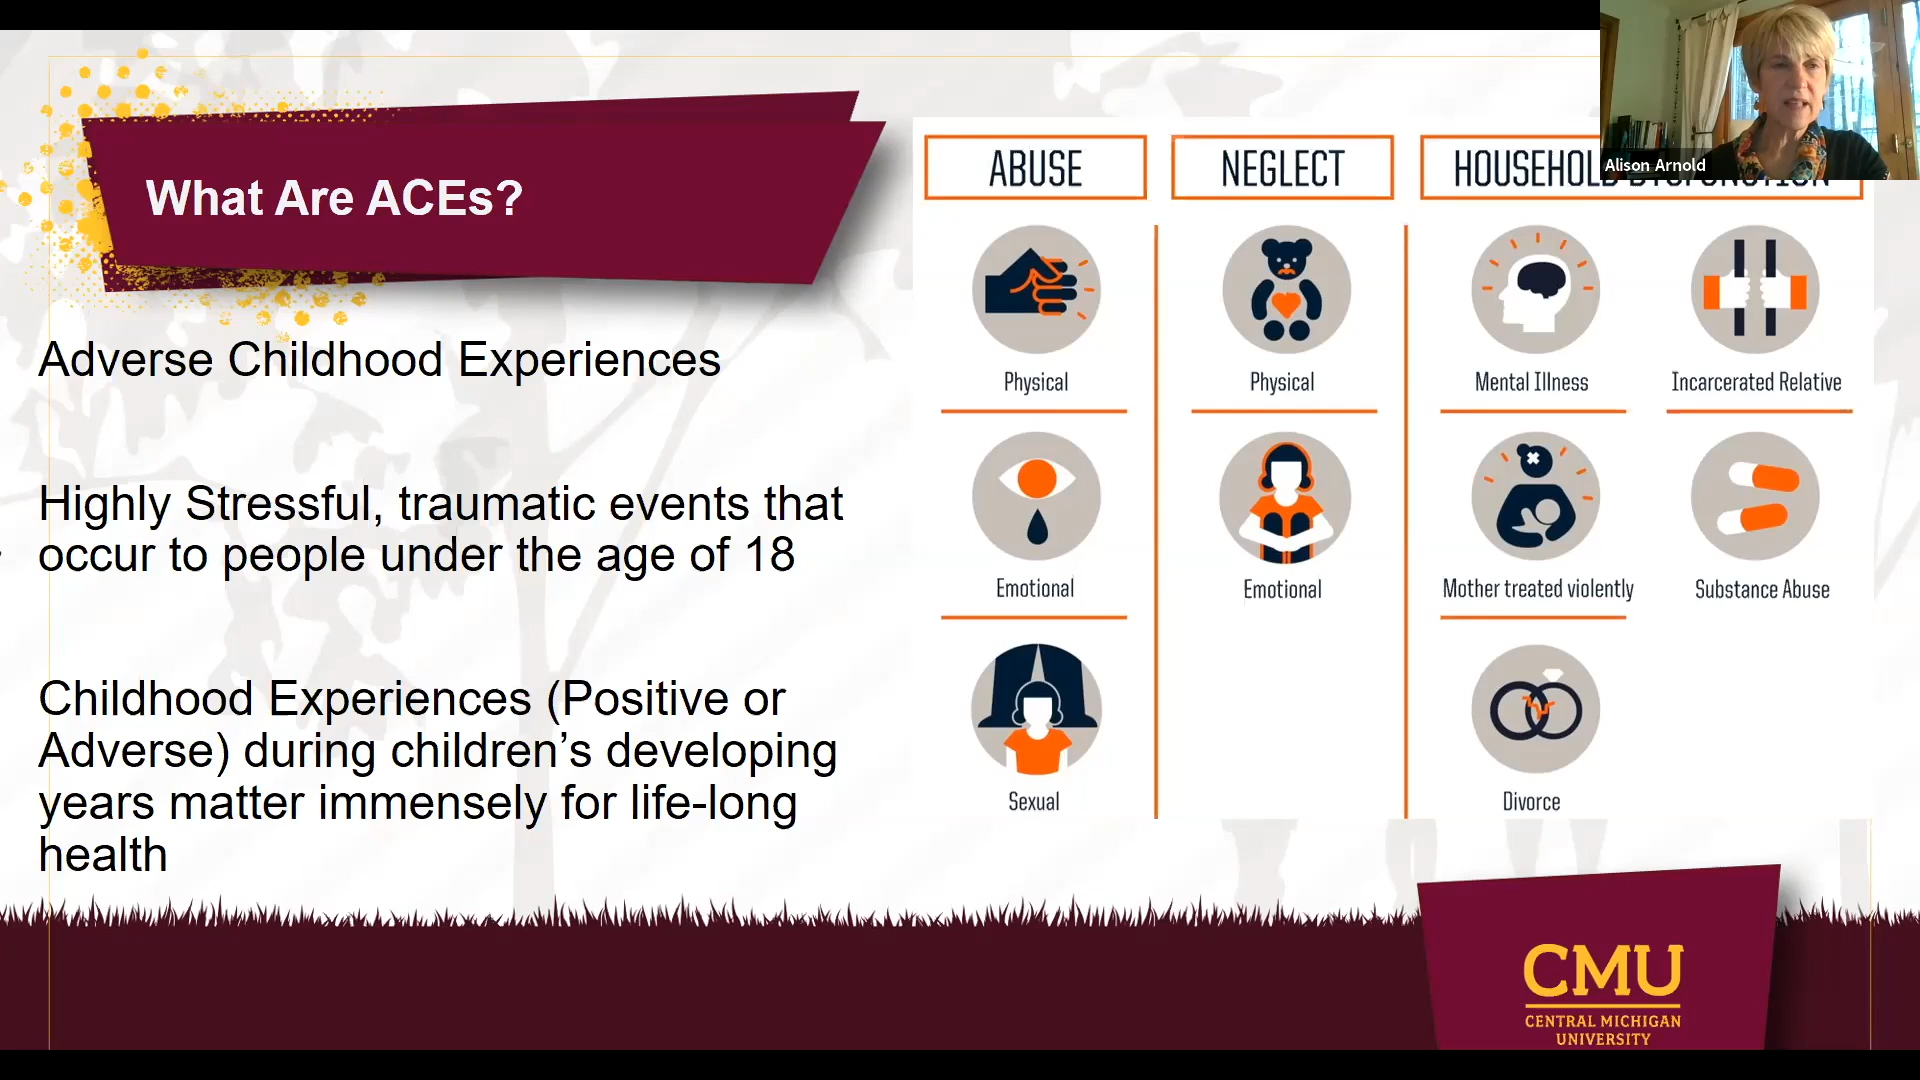 What Are ACEs?
Adverse Childhood Experiences
Highly Stressful, traumatic events that
occur to people under the age of 18
Childhood Experiences (Positive or
Adverse) during children’s developing
years matter immensely for life-long
health
ABUSE
Physical
Emotional
Sexual
NEGLECT
Physical
Emotional
HOUSEHOLD DYSFUNCTION
Mental Illness
Incarcerated Relative
Mother treated violently
Substance Abuse
Divorce
Alison Arnold
CMU
CENTRAL MICHIGAN
UNIVERSITY